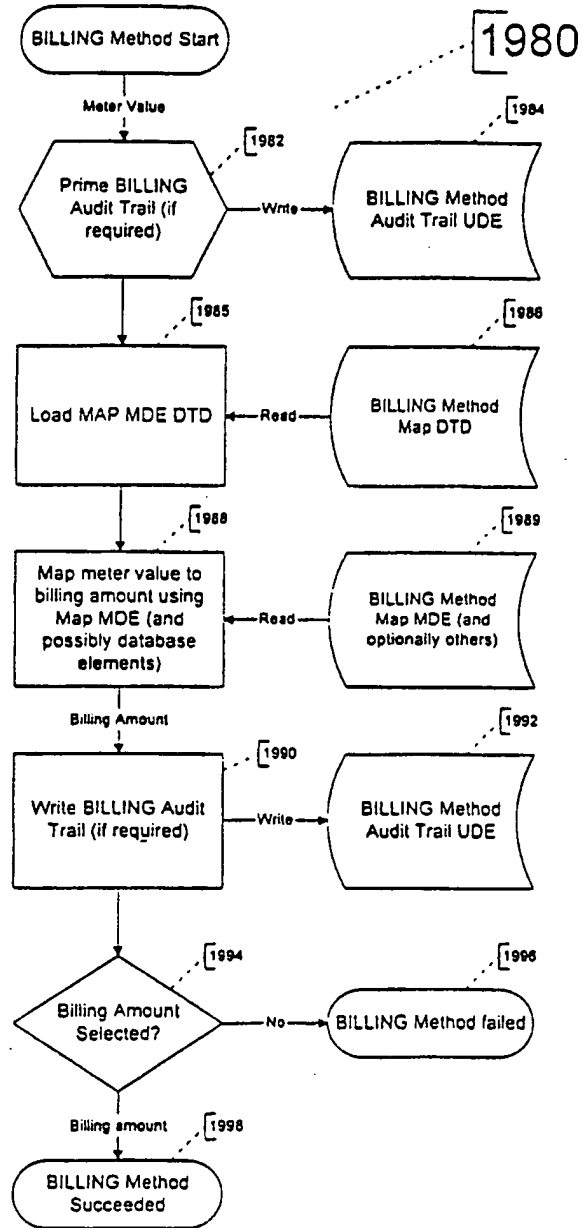 BILLING Method Start
1980
Meter Value
1982
1984
Prime BILLING
Audit Trail (if
required)
Write
BILLING Method
Audit Trail UDE
1985
1986
Load MAP MDE DTD
Read
BILLING Method
Map DTD
1988
1989
Map meter value to
billing amount using
Map MDE (and
possibly database
elements)
Read
BILLING Method
Map MDE (and
optionally others)
Billing Amount
1990
1992
Write BILLING Audit
Trail (if required)
Write
BILLING Method
Audit Trail UDE
1994
1996
Billing Amount
Selected?
No
BILLING Method failed
Billing amount
1998
BILLING Method
Succeeded